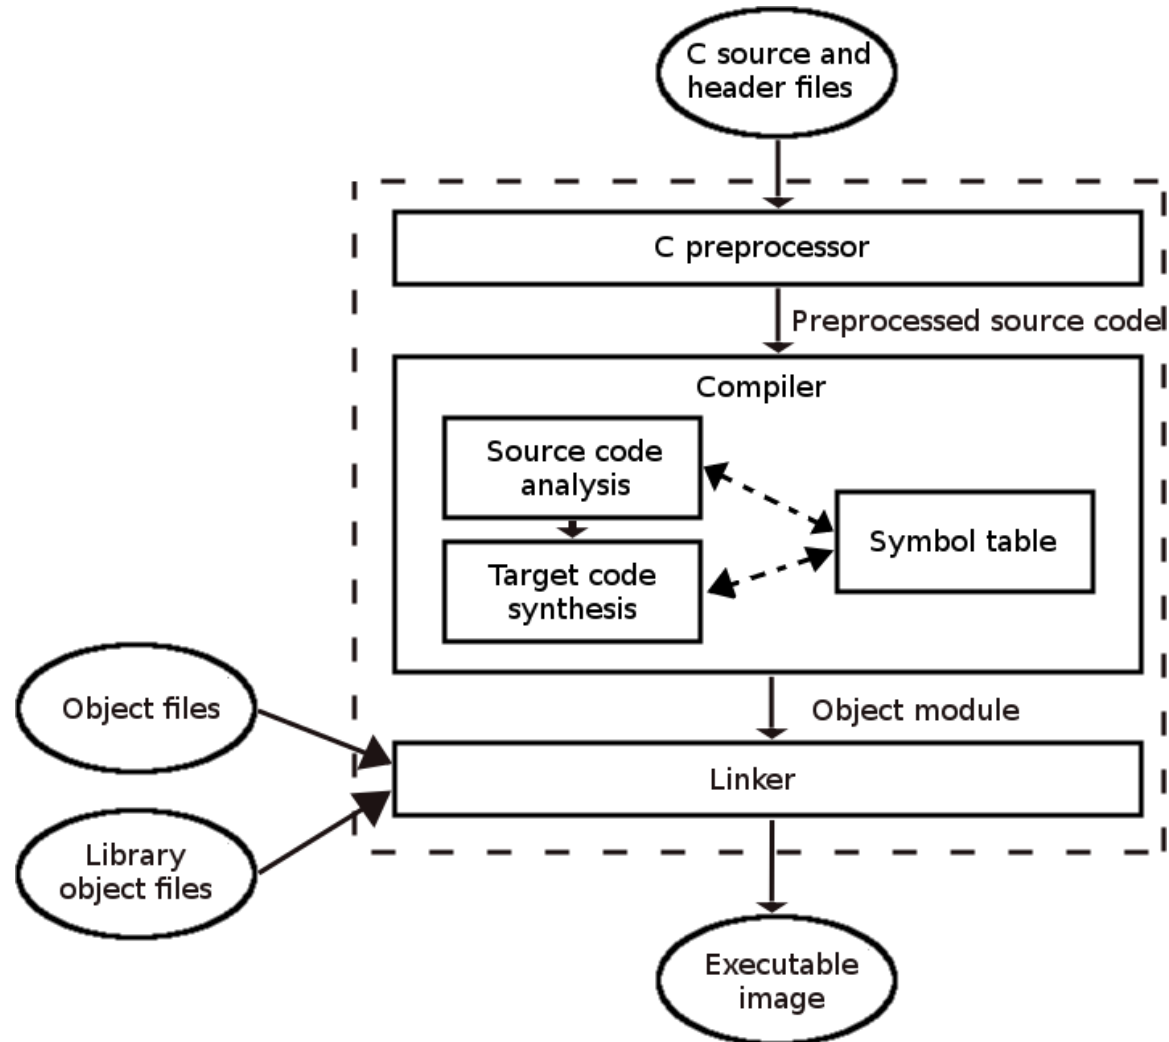 C source and
header files
C preprocessor
Preprocessed source code
Compiler
Source code
analysis
Symbol table
Target code
synthesis
Object files
Object module
Linker
Library
object files
Executable
image